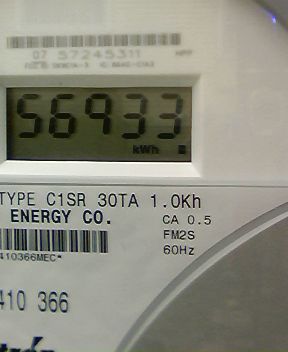 07 57245311
56933
kWh
TYPE C1SR 30TA 1.0Kh
ENERGY CO.
CA 0.5
FM2S
60Hz
410366MEC*
410 366